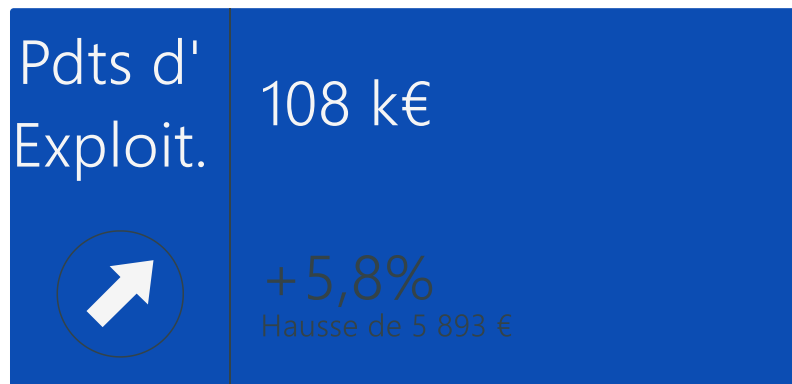 Pdts d'
Exploit.
108 k€
+5,8%
Hausse de 5 893 €